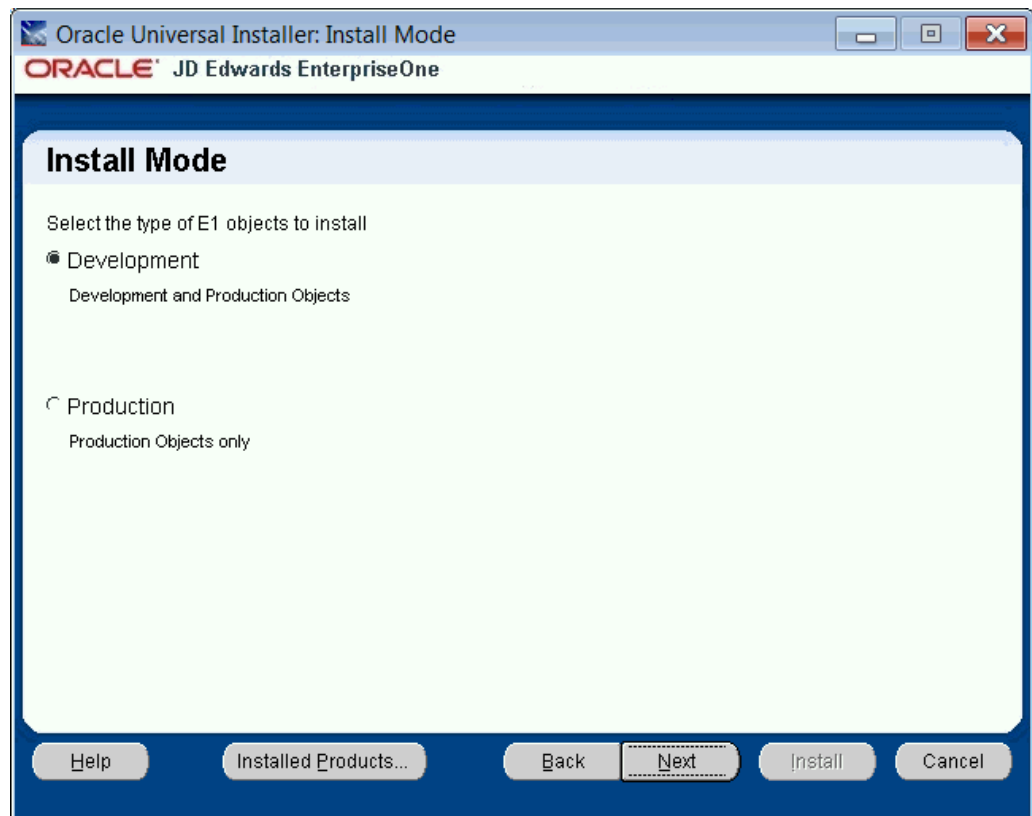 Oracle Universal Installer: Install Mode
ORACLE' JD Edwards EnterpriseOne
Install Mode
Select the type of E1 objects to install
Development
Development and Production Objects
Production
Production Objects only
Help Installed Products... Back Next Install Cancel